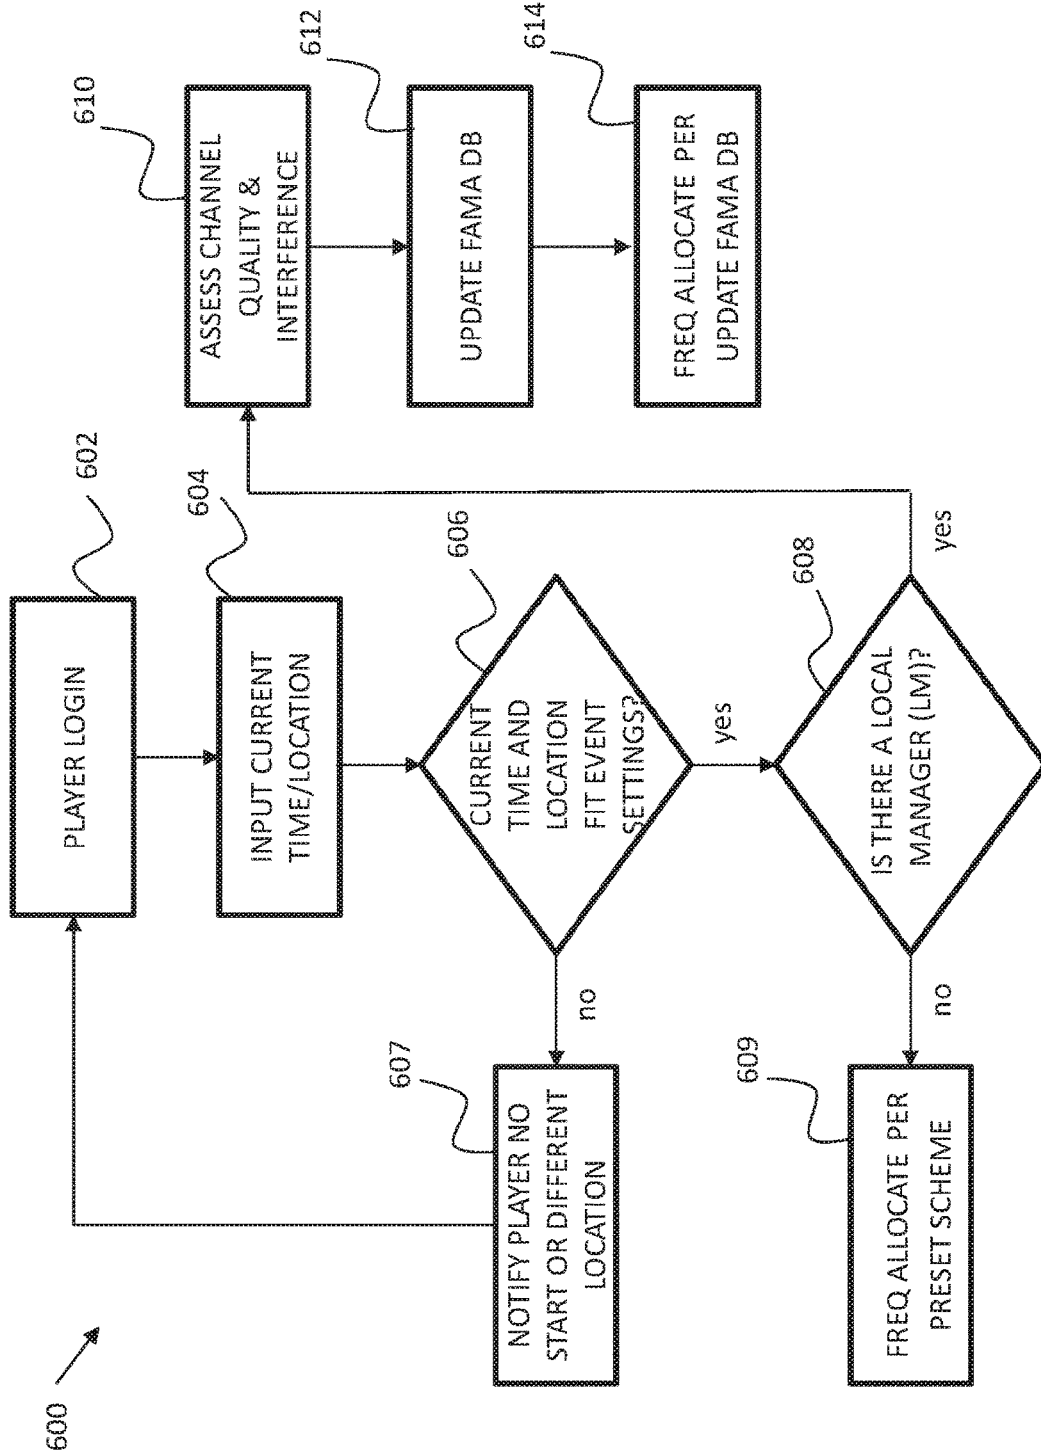 600
PLAYER LOGIN
602
INPUT CURRENT
TIME/LOCATION
604
CURRENT
TIME AND
LOCATION
FIT EVENT
SETTINGS?
606
no
NOTIFY PLAYER NO
START OR DIFFERENT
LOCATION
607
yes
IS THERE A LOCAL
MANAGER (LM)?
608
no
FREQ ALLOCATE PER
PRESET SCHEME
609
yes
ASSESS CHANNEL
QUALITY &
INTERFERENCE
610
UPDATE FAMA DB
612
FREQ ALLOCATE PER
UPDATE FAMA DB
614